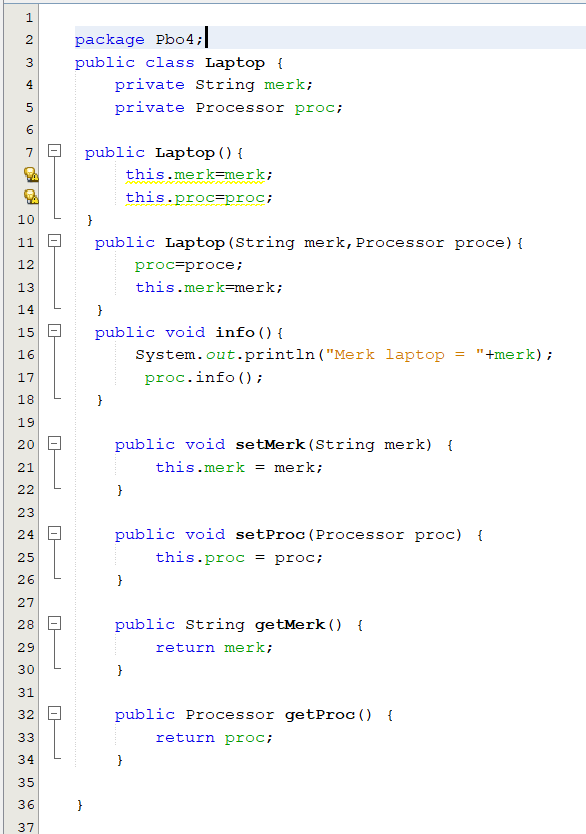 1
2 package Pbo4;
3 public class Laptop {
4 private String merk;
5 private Processor proc;
6
7 public Laptop(){
this.merk=merk;
this.proc=proc;
10 }
11 public Laptop(String merk,Processor proce){
12 proc=proce;
13 this.merk=merk;
14 }
15 public void info(){
16 System.out.println("Merk laptop = "+merk);
17 proc.info();
18 }
19
20 public void setMerk(String merk) {
21 this.merk = merk;
22 }
23
24 public void setProc(Processor proc) {
25 this.proc = proc;
26 }
27
28 public String getMerk() {
29 return merk;
30 }
31
32 public Processor getProc() {
33 return proc;
34 }
35
36 }
37